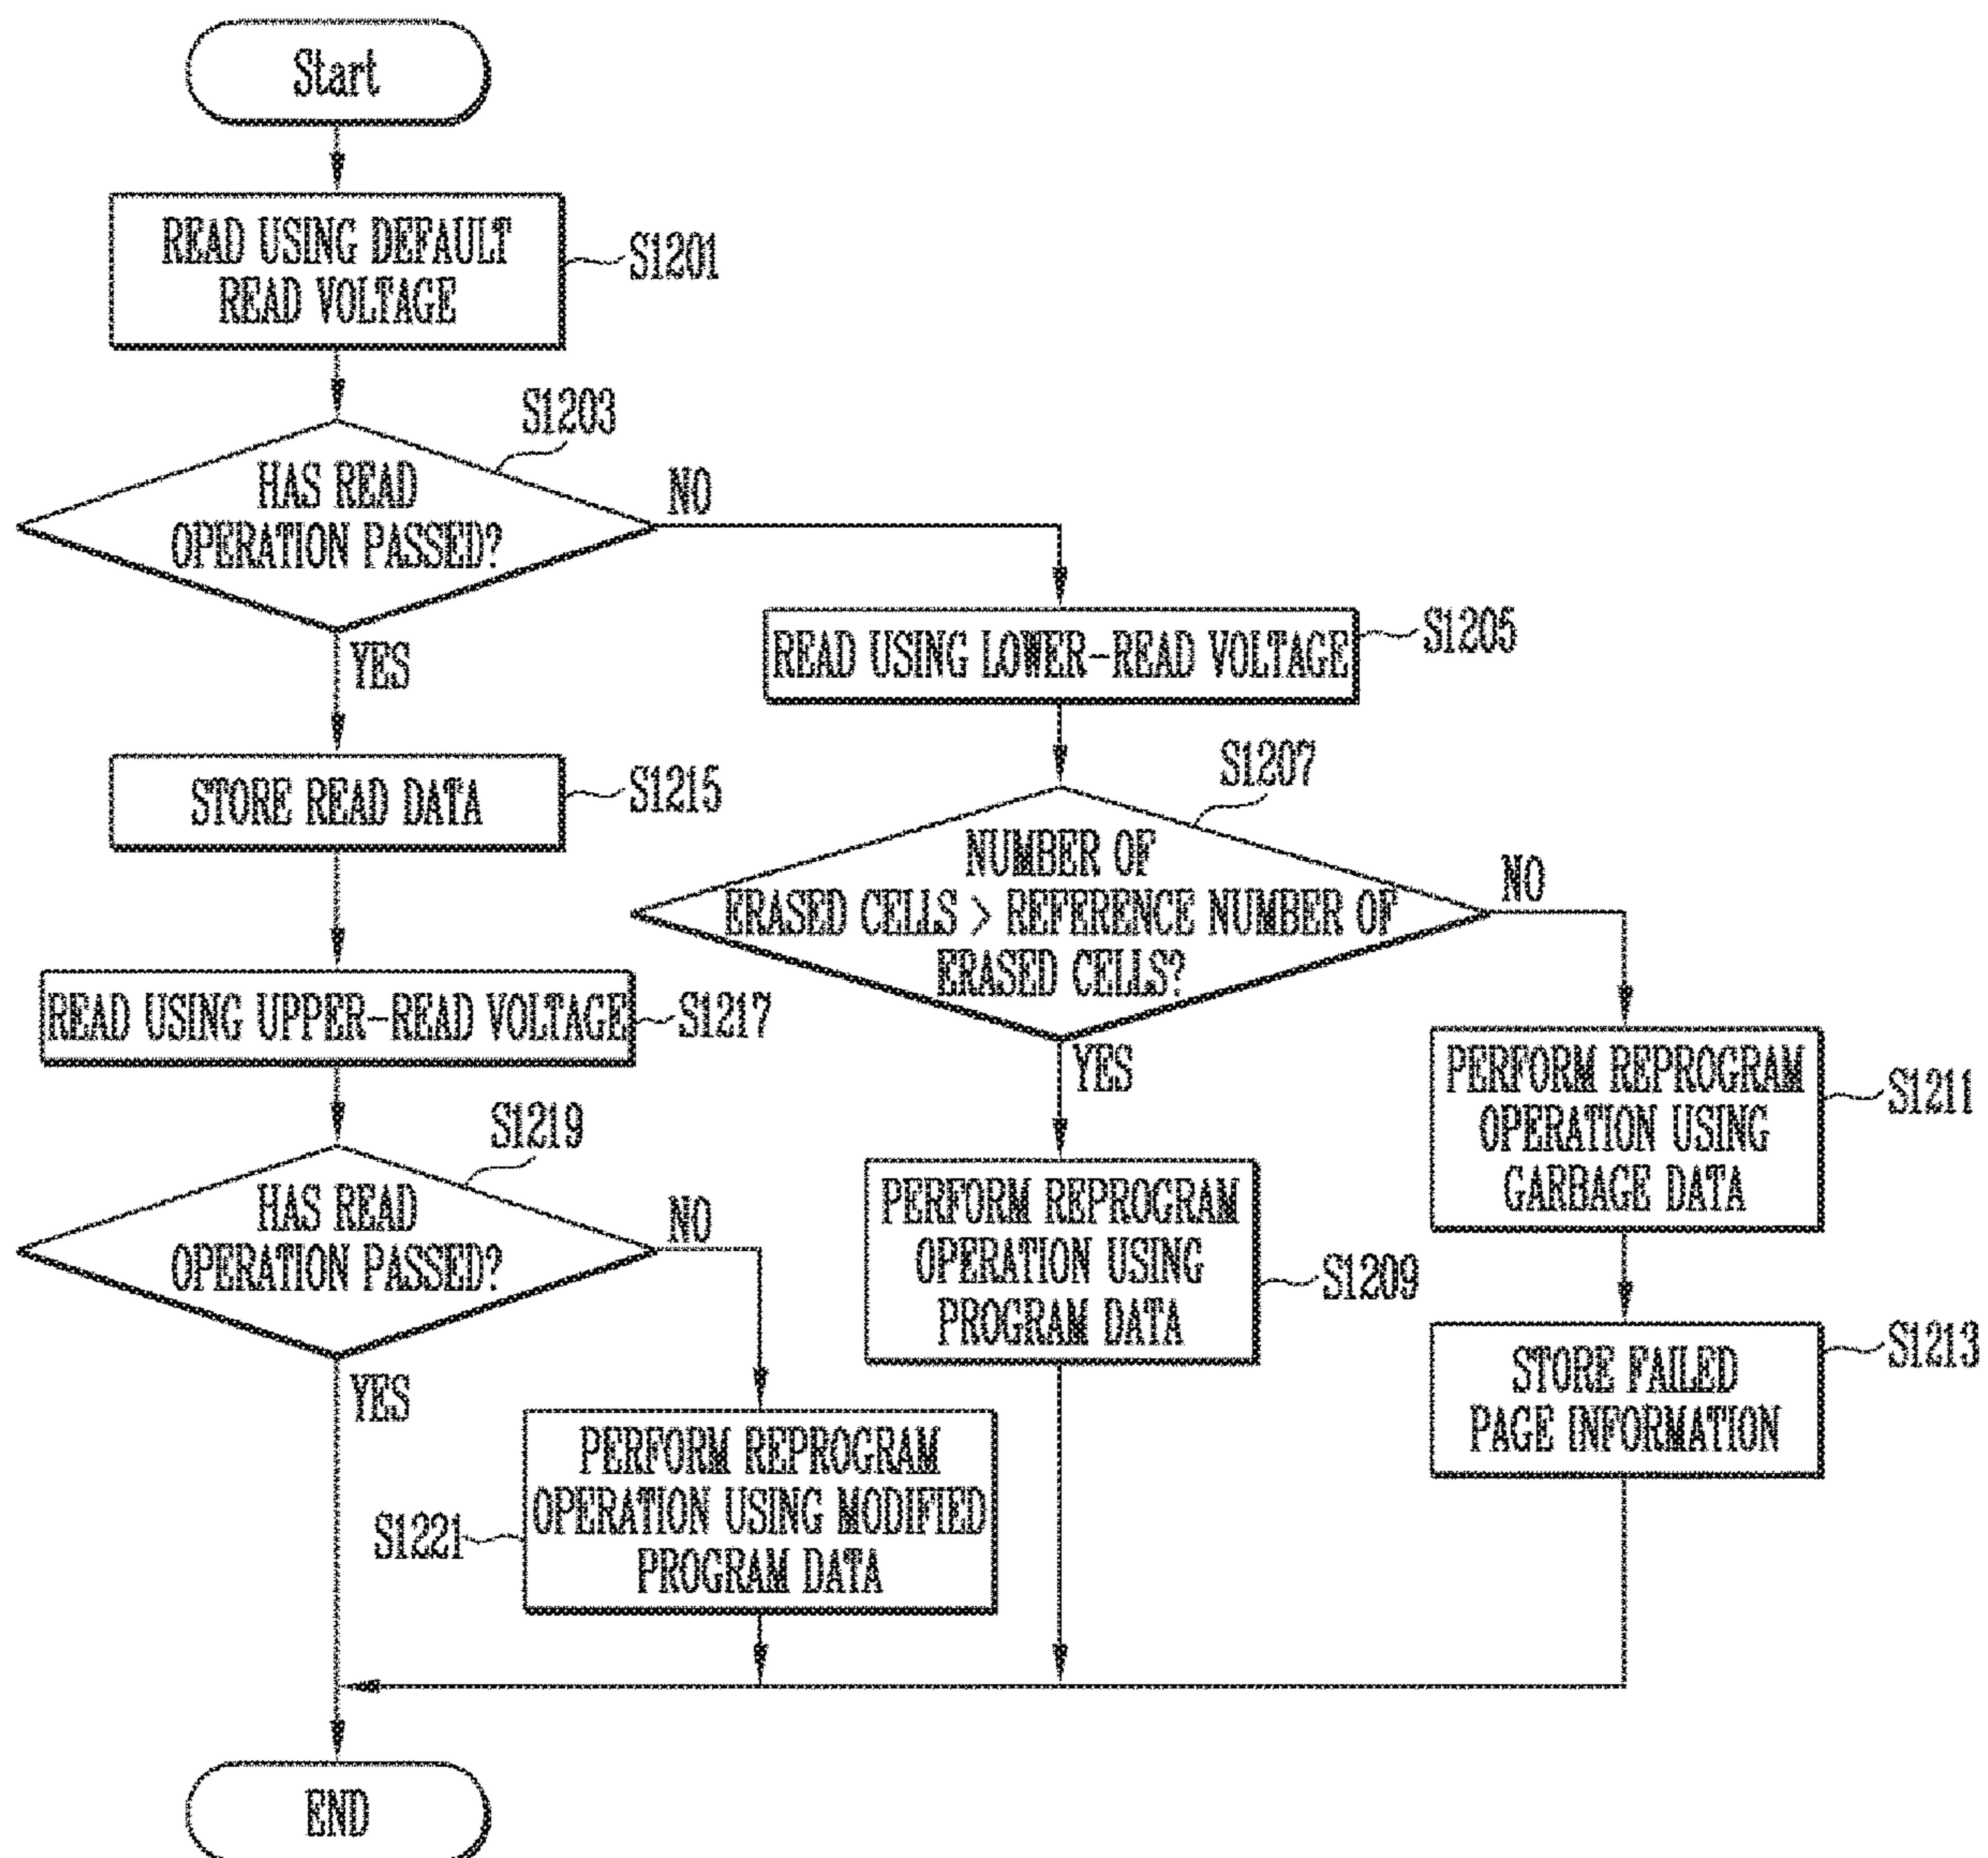 Start
READ USING DEFAULT
READ VOLTAGE
S1201
S1203
HAS READ
OPERATION PASSED?
NO
YES
READ USING LOWER-READ VOLTAGE
S1205
STORE READ DATA
S1215
S1207
NUMBER OF
ERASED CELLS > REFERENCE NUMBER OF
ERASED CELLS?
NO
YES
READ USING UPPER-READ VOLTAGE
S1217
PERFORM REPROGRAM
OPERATION USING
GARBAGE DATA
S1211
S1219
HAS READ
OPERATION PASSED?
NO
YES
PERFORM REPROGRAM
OPERATION USING
PROGRAM DATA
S1209
STORE FAILED
PAGE INFORMATION
S1213
PERFORM REPROGRAM
OPERATION USING MODIFIED
PROGRAM DATA
S1221
END